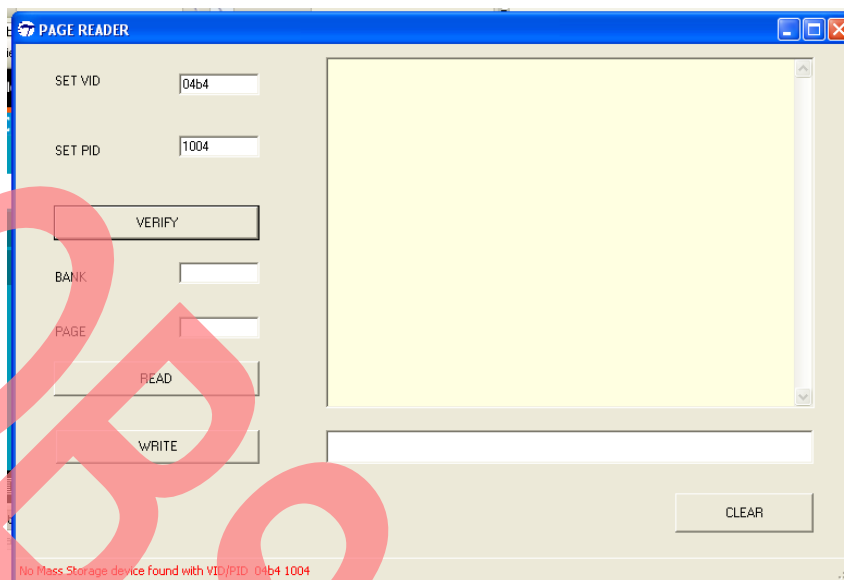 PAGE READER
SET VID 04b4
SET PID 1004
VERIFY
BANK
PAGE
READ
WRITE
CLEAR
No Mass Storage device found with VID/PID 04b4 1004